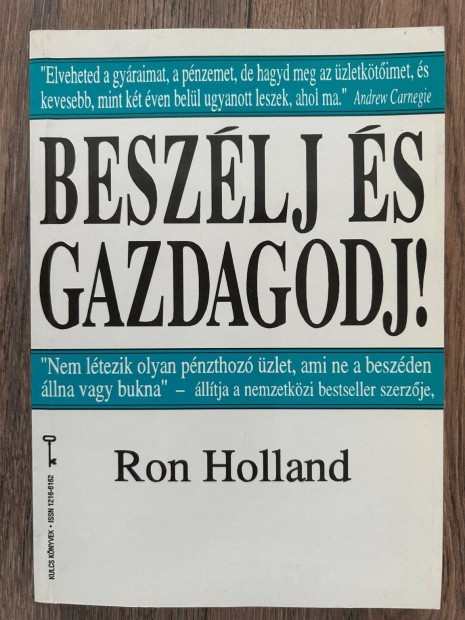 "Elveheted a gyáraimat, a pénzemet, de hagyd meg az üzletkötőimet, és
kevesebb, mint két éven belül ugyanott leszek, ahol ma." Andrew Carnegie
BESZÉLJ ÉS
GAZDAGODJ!
"Nem létezik olyan pénzthozó üzlet, ami ne a beszéden
állna vagy bukna" – állítja a nemzetközi bestseller szerzője,
Ron Holland
KULCS KÖNYVEK • ISSN 1216-6162